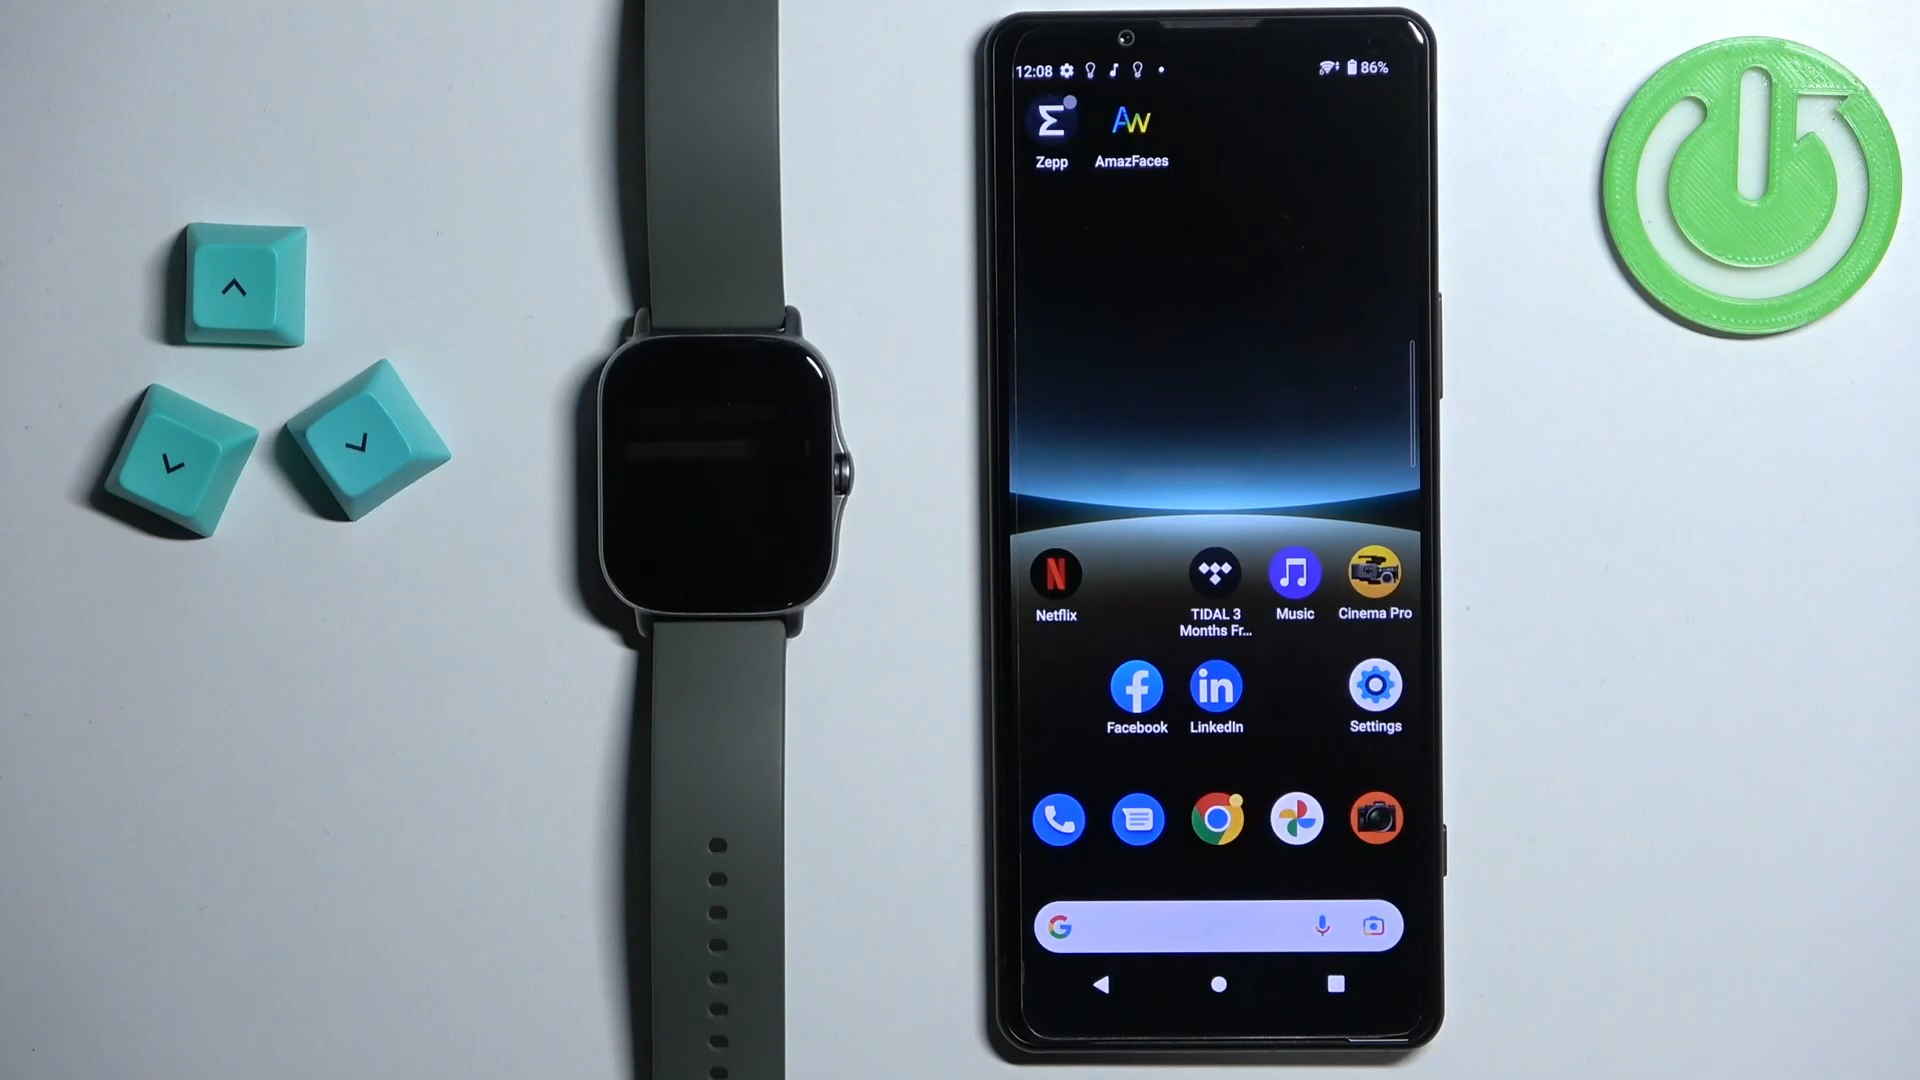 12:08
86%
Zepp
AmazFaces
Netflix
TIDAL 3
Months Fr...
Music
Cinema Pro
Facebook
LinkedIn
Settings